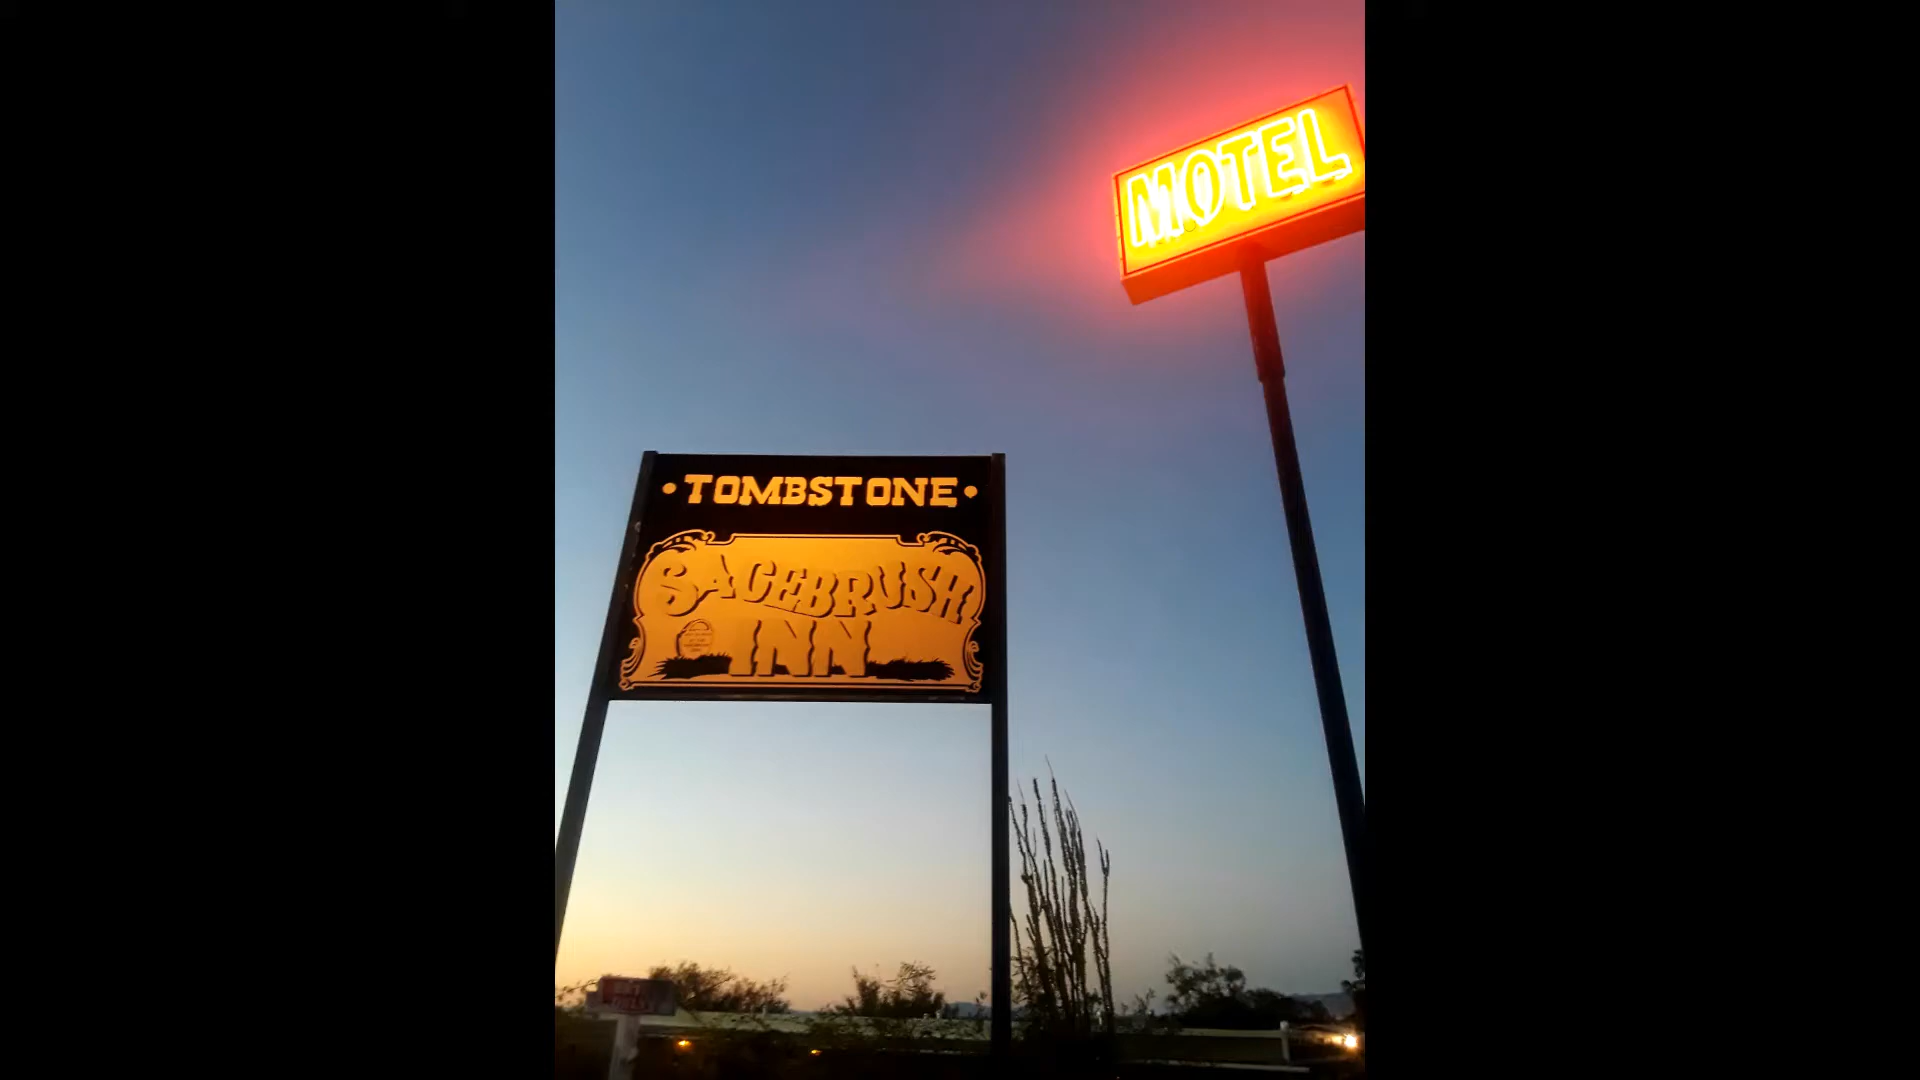 MOTEL
• TOMBSTONE •
SAGEBRUSH
INN